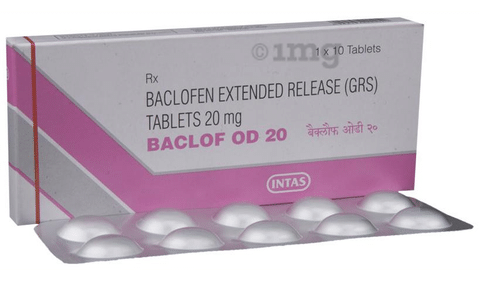 ©1mg
1 x 10 Tablets
Rx
BACLOFEN EXTENDED RELEASE (GRS)
TABLETS 20 mg
BACLOF OD 20 बैक्लौफ ओडी २०
INTAS